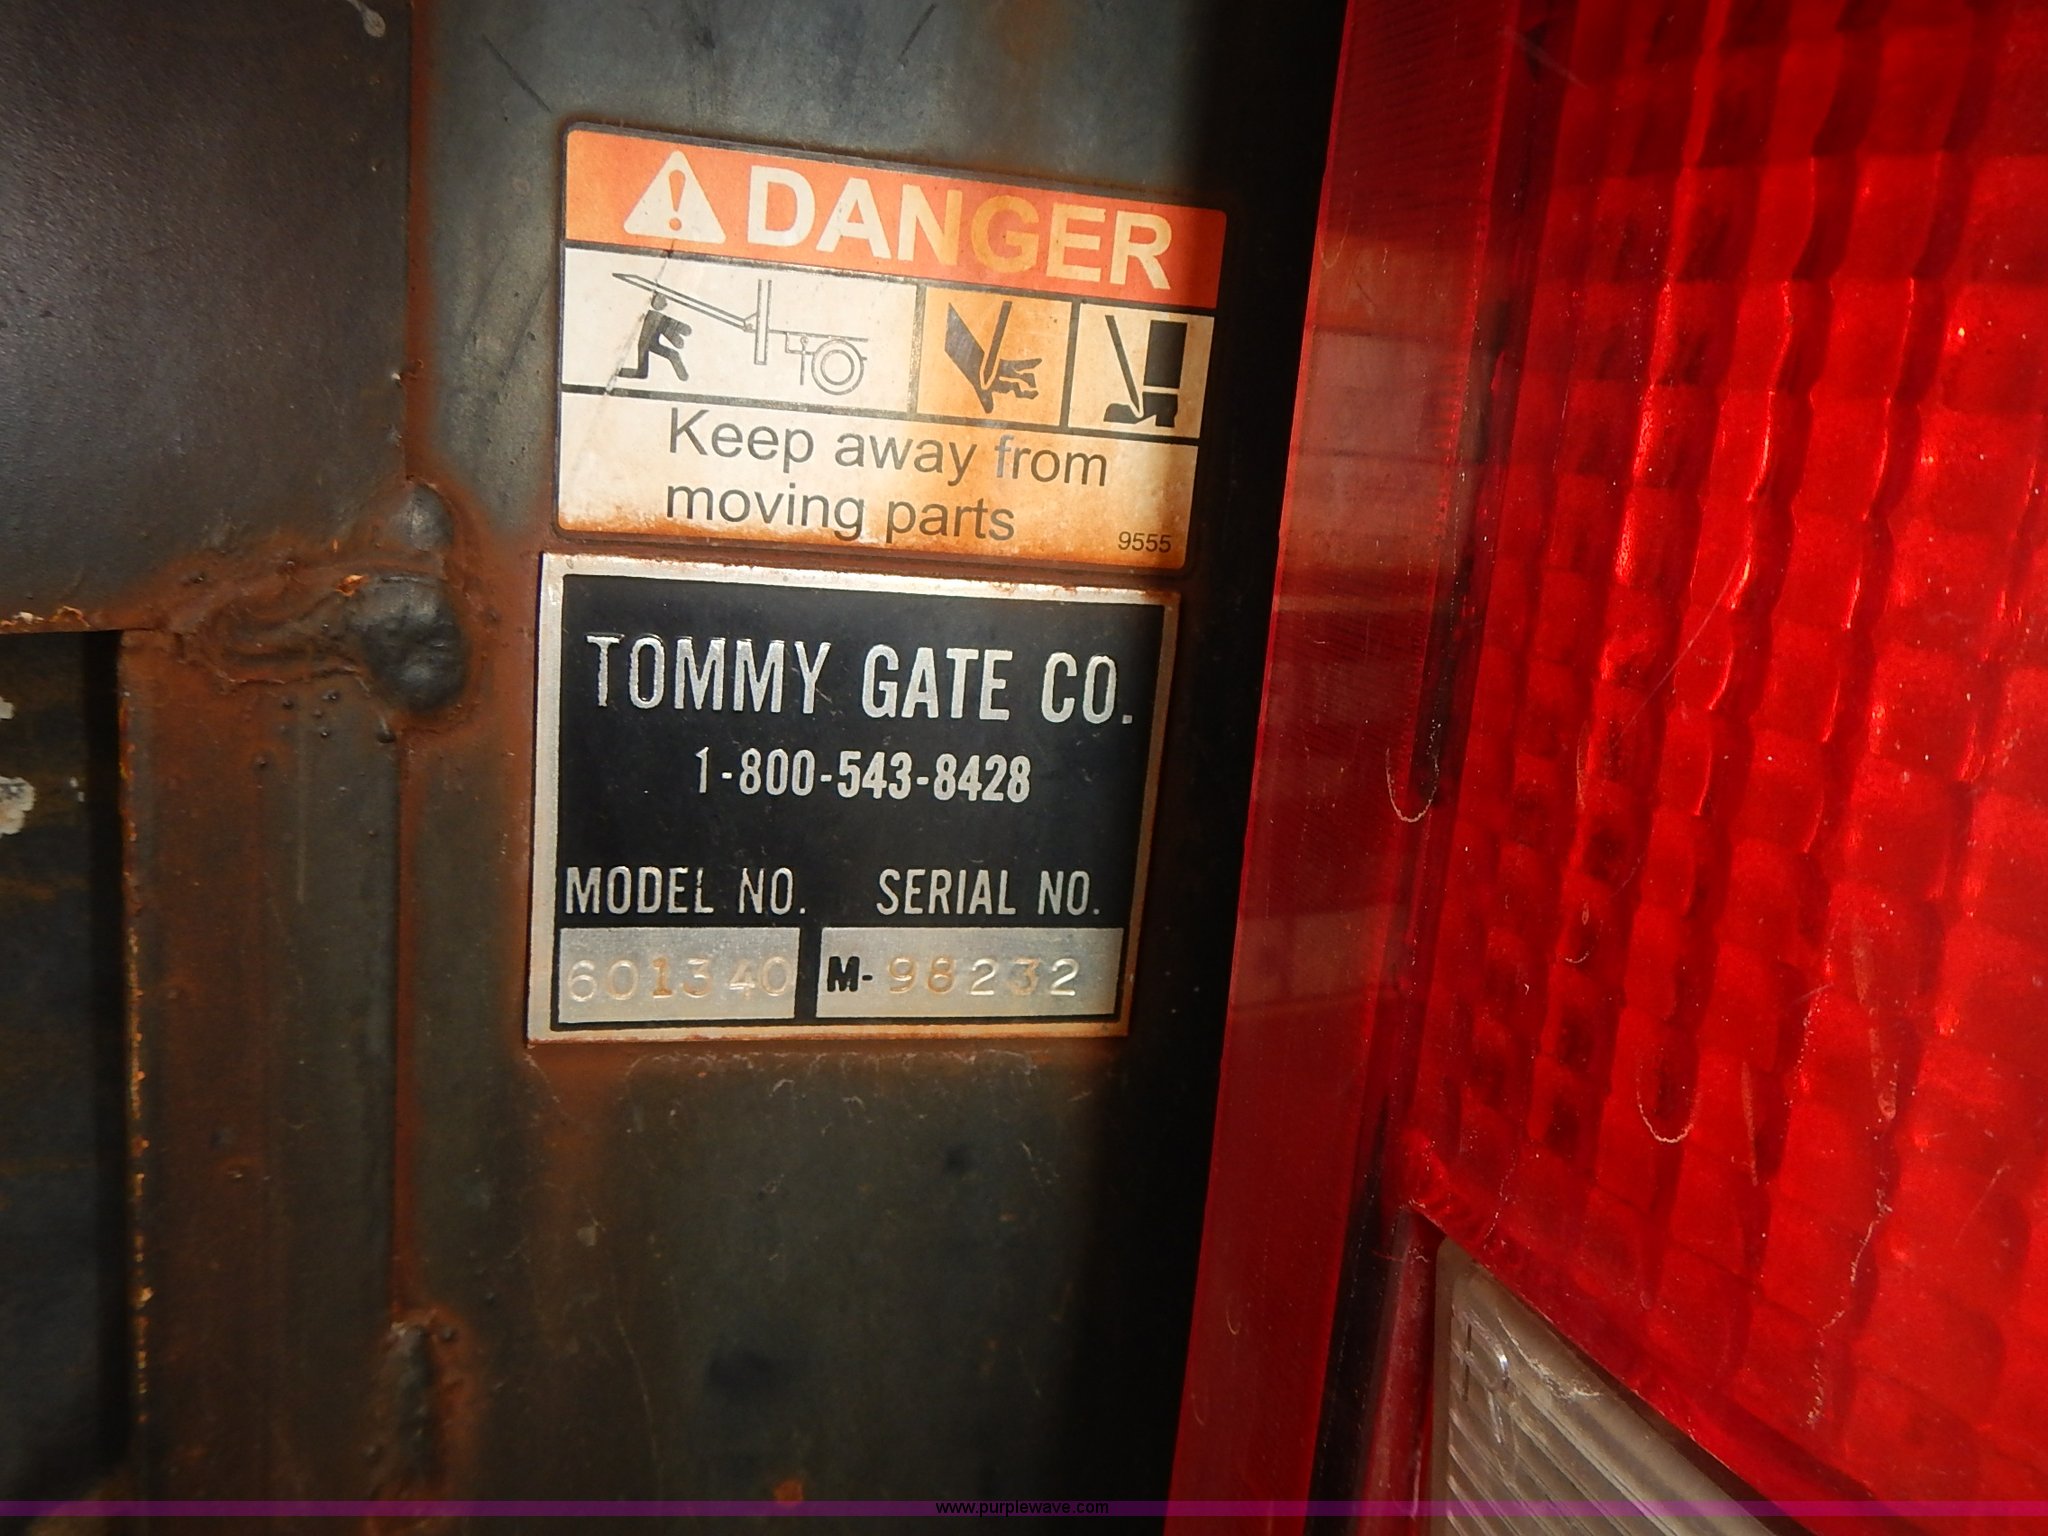 DANGER
Keep away from
moving parts
9555
TOMMY GATE CO.
1-800-543-8428
MODEL NO. SERIAL NO.
601340 M-98232
www.purplewave.com